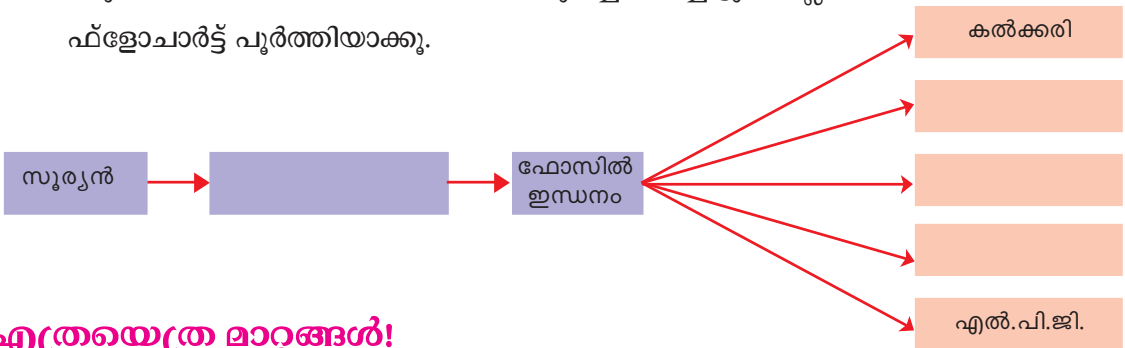 ഫ്ളോചാർട്ട് പൂർത്തിയാക്കൂ.
കൽക്കരി
സൂര്യൻ
ഫോസിൽ
ഇന്ധനം
എൽ.പി.ജി.
എത്രയെത്ര മാറ്റങ്ങൾ!